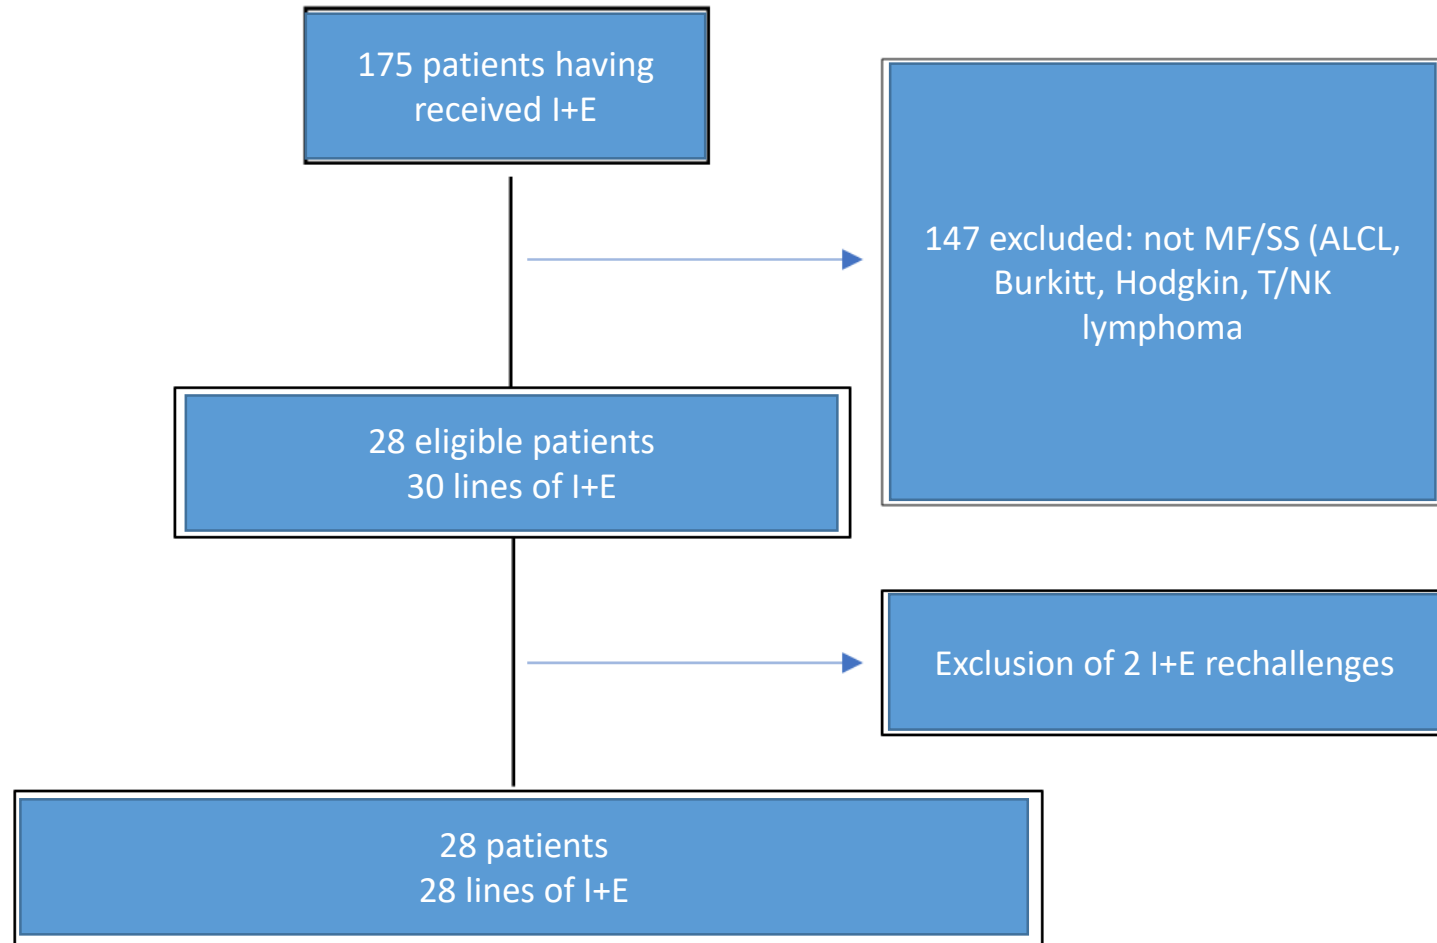 175 patients having
received I+E
147 excluded: not MF/SS (ALCL,
Burkitt, Hodgkin, T/NK
lymphoma
28 eligible patients
30 lines of I+E
Exclusion of 2 I+E rechallenges
28 patients
28 lines of I+E